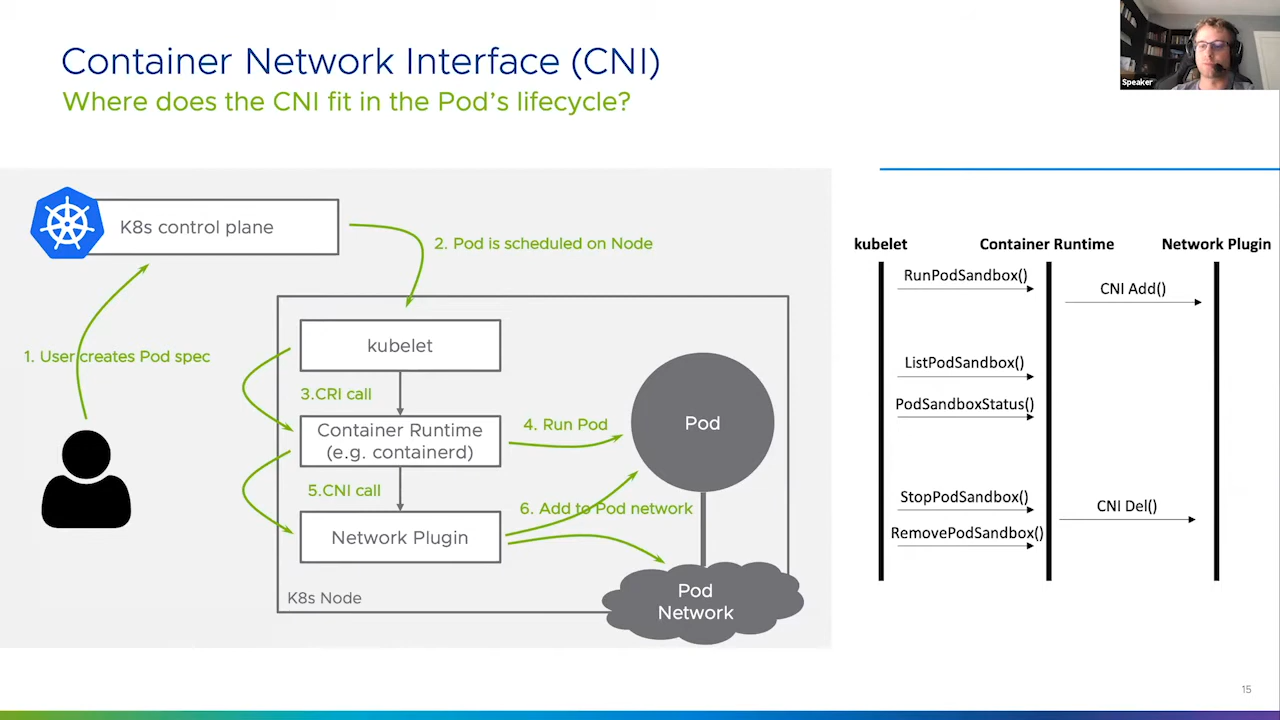 Container Network Interface (CNI)
Where does the CNI fit in the Pod's lifecycle?
Speaker
K8s control plane
2. Pod is scheduled on Node
1. User creates Pod spec
kubelet
3.CRI call
Container Runtime
(e.g. containerd)
4. Run Pod
Pod
5.CNI call
6. Add to Pod network
Network Plugin
K8s Node
Pod
Network
kubelet
Container Runtime
Network Plugin
RunPodSandbox()
CNI Add()
ListPodSandbox()
PodSandboxStatus()
StopPodSandbox()
CNI Del()
RemovePodSandbox()
15